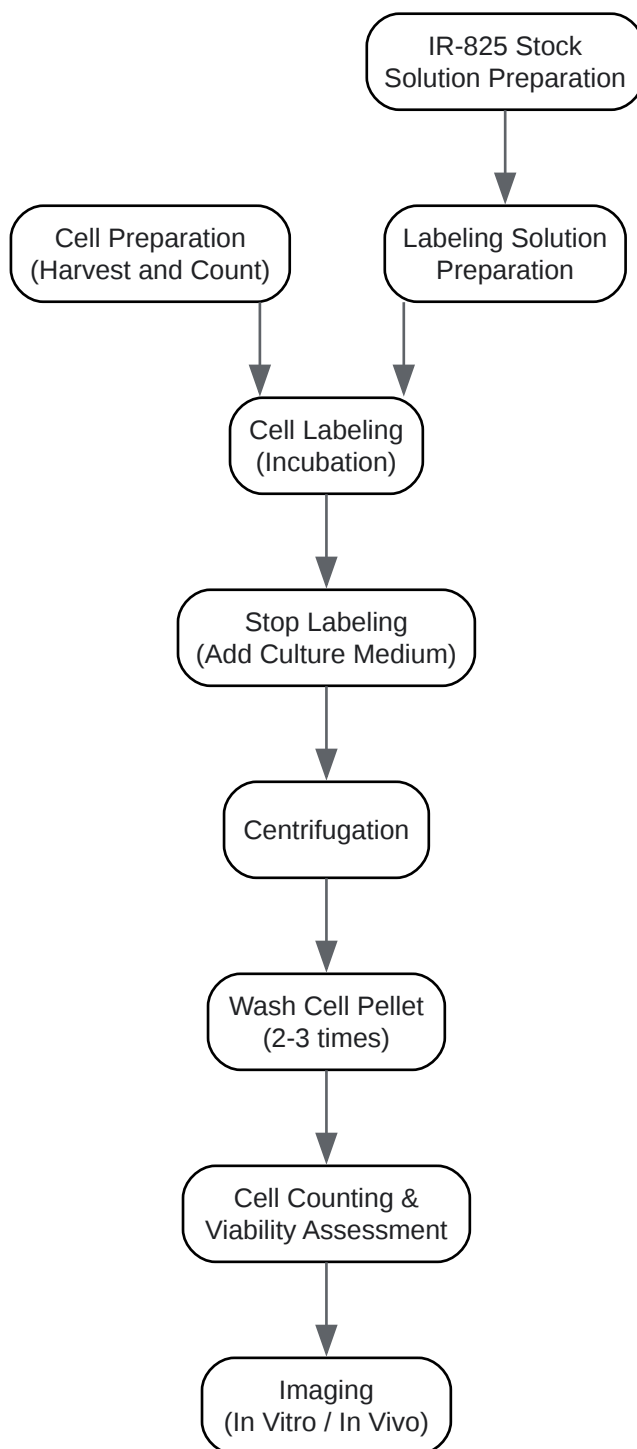 IR-825 Stock
Solution Preparation
Cell Preparation
(Harvest and Count)
Labeling Solution
Preparation
Cell Labeling
(Incubation)
Stop Labeling
(Add Culture Medium)
Centrifugation
Wash Cell Pellet
(2-3 times)
Cell Counting &
Viability Assessment
Imaging
(In Vitro / In Vivo)